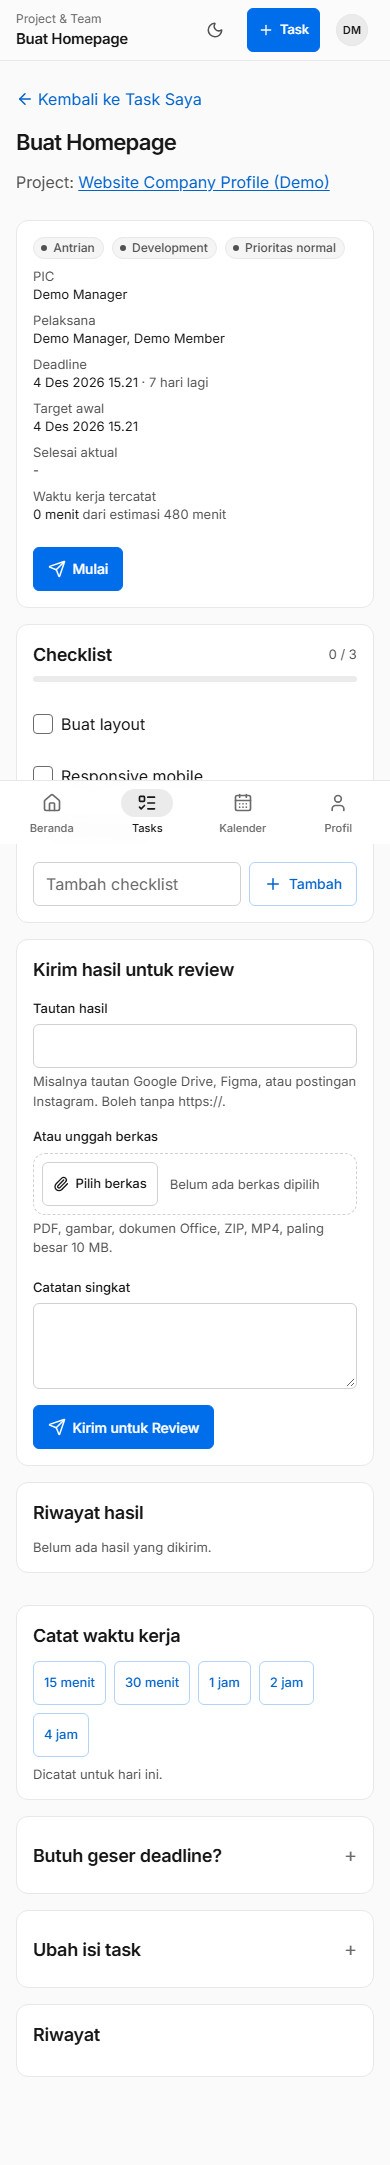 Project & Team
Buat Homepage
+ Task
DM
← Kembali ke Task Saya
Buat Homepage
Project: Website Company Profile (Demo)
Antrian
Development
Prioritas normal
PIC
Demo Manager
Pelaksana
Demo Manager, Demo Member
Deadline
4 Des 2026 15.21 · 7 hari lagi
Target awal
4 Des 2026 15.21
Selesai aktual
-
Waktu kerja tercatat
0 menit dari estimasi 480 menit
Mulai
Checklist
0 / 3
Buat layout
Responsive mobile
Beranda
Tasks
Kalender
Profil
Tambah checklist
+ Tambah
Kirim hasil untuk review
Tautan hasil
Misalnya tautan Google Drive, Figma, atau postingan
Instagram. Boleh tanpa https://.
Atau unggah berkas
Pilih berkas
Belum ada berkas dipilih
PDF, gambar, dokumen Office, ZIP, MP4, paling
besar 10 MB.
Catatan singkat
Kirim untuk Review
Riwayat hasil
Belum ada hasil yang dikirim.
Catat waktu kerja
15 menit
30 menit
1 jam
2 jam
4 jam
Dicatat untuk hari ini.
Butuh geser deadline?
+
Ubah isi task
+
Riwayat